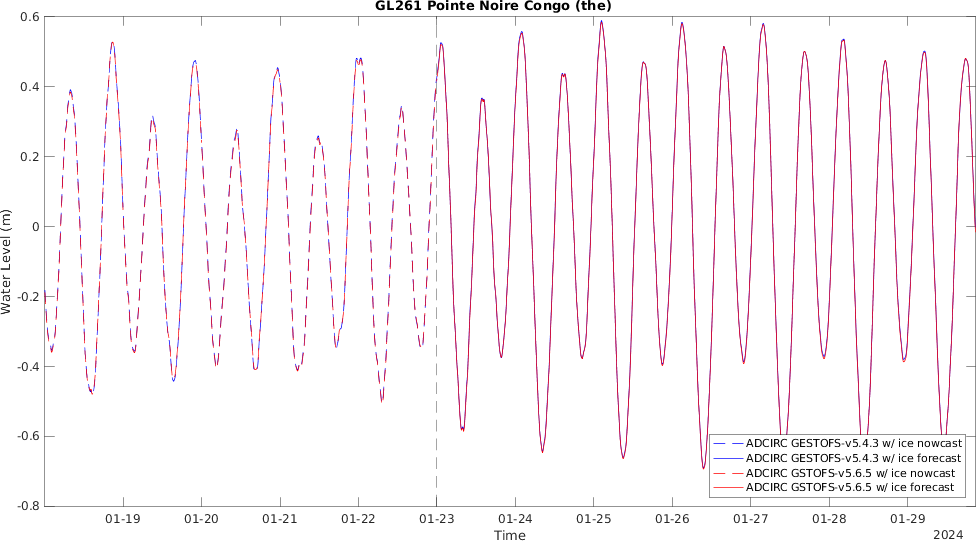 GL261 Pointe Noire Congo (the)
0.6
0.4
0.2
0
-0.2
-0.4
-0.6
-0.8
Water Level (m)
ADCIRC GESTOFS-v5.4.3 w/ ice nowcast
ADCIRC GESTOFS-v5.4.3 w/ ice forecast
ADCIRC GSTOFS-v5.6.5 w/ ice nowcast
ADCIRC GSTOFS-v5.6.5 w/ ice forecast
01-19 01-20 01-21 01-22 01-23 01-24 01-25 01-26 01-27 01-28 01-29
Time
2024